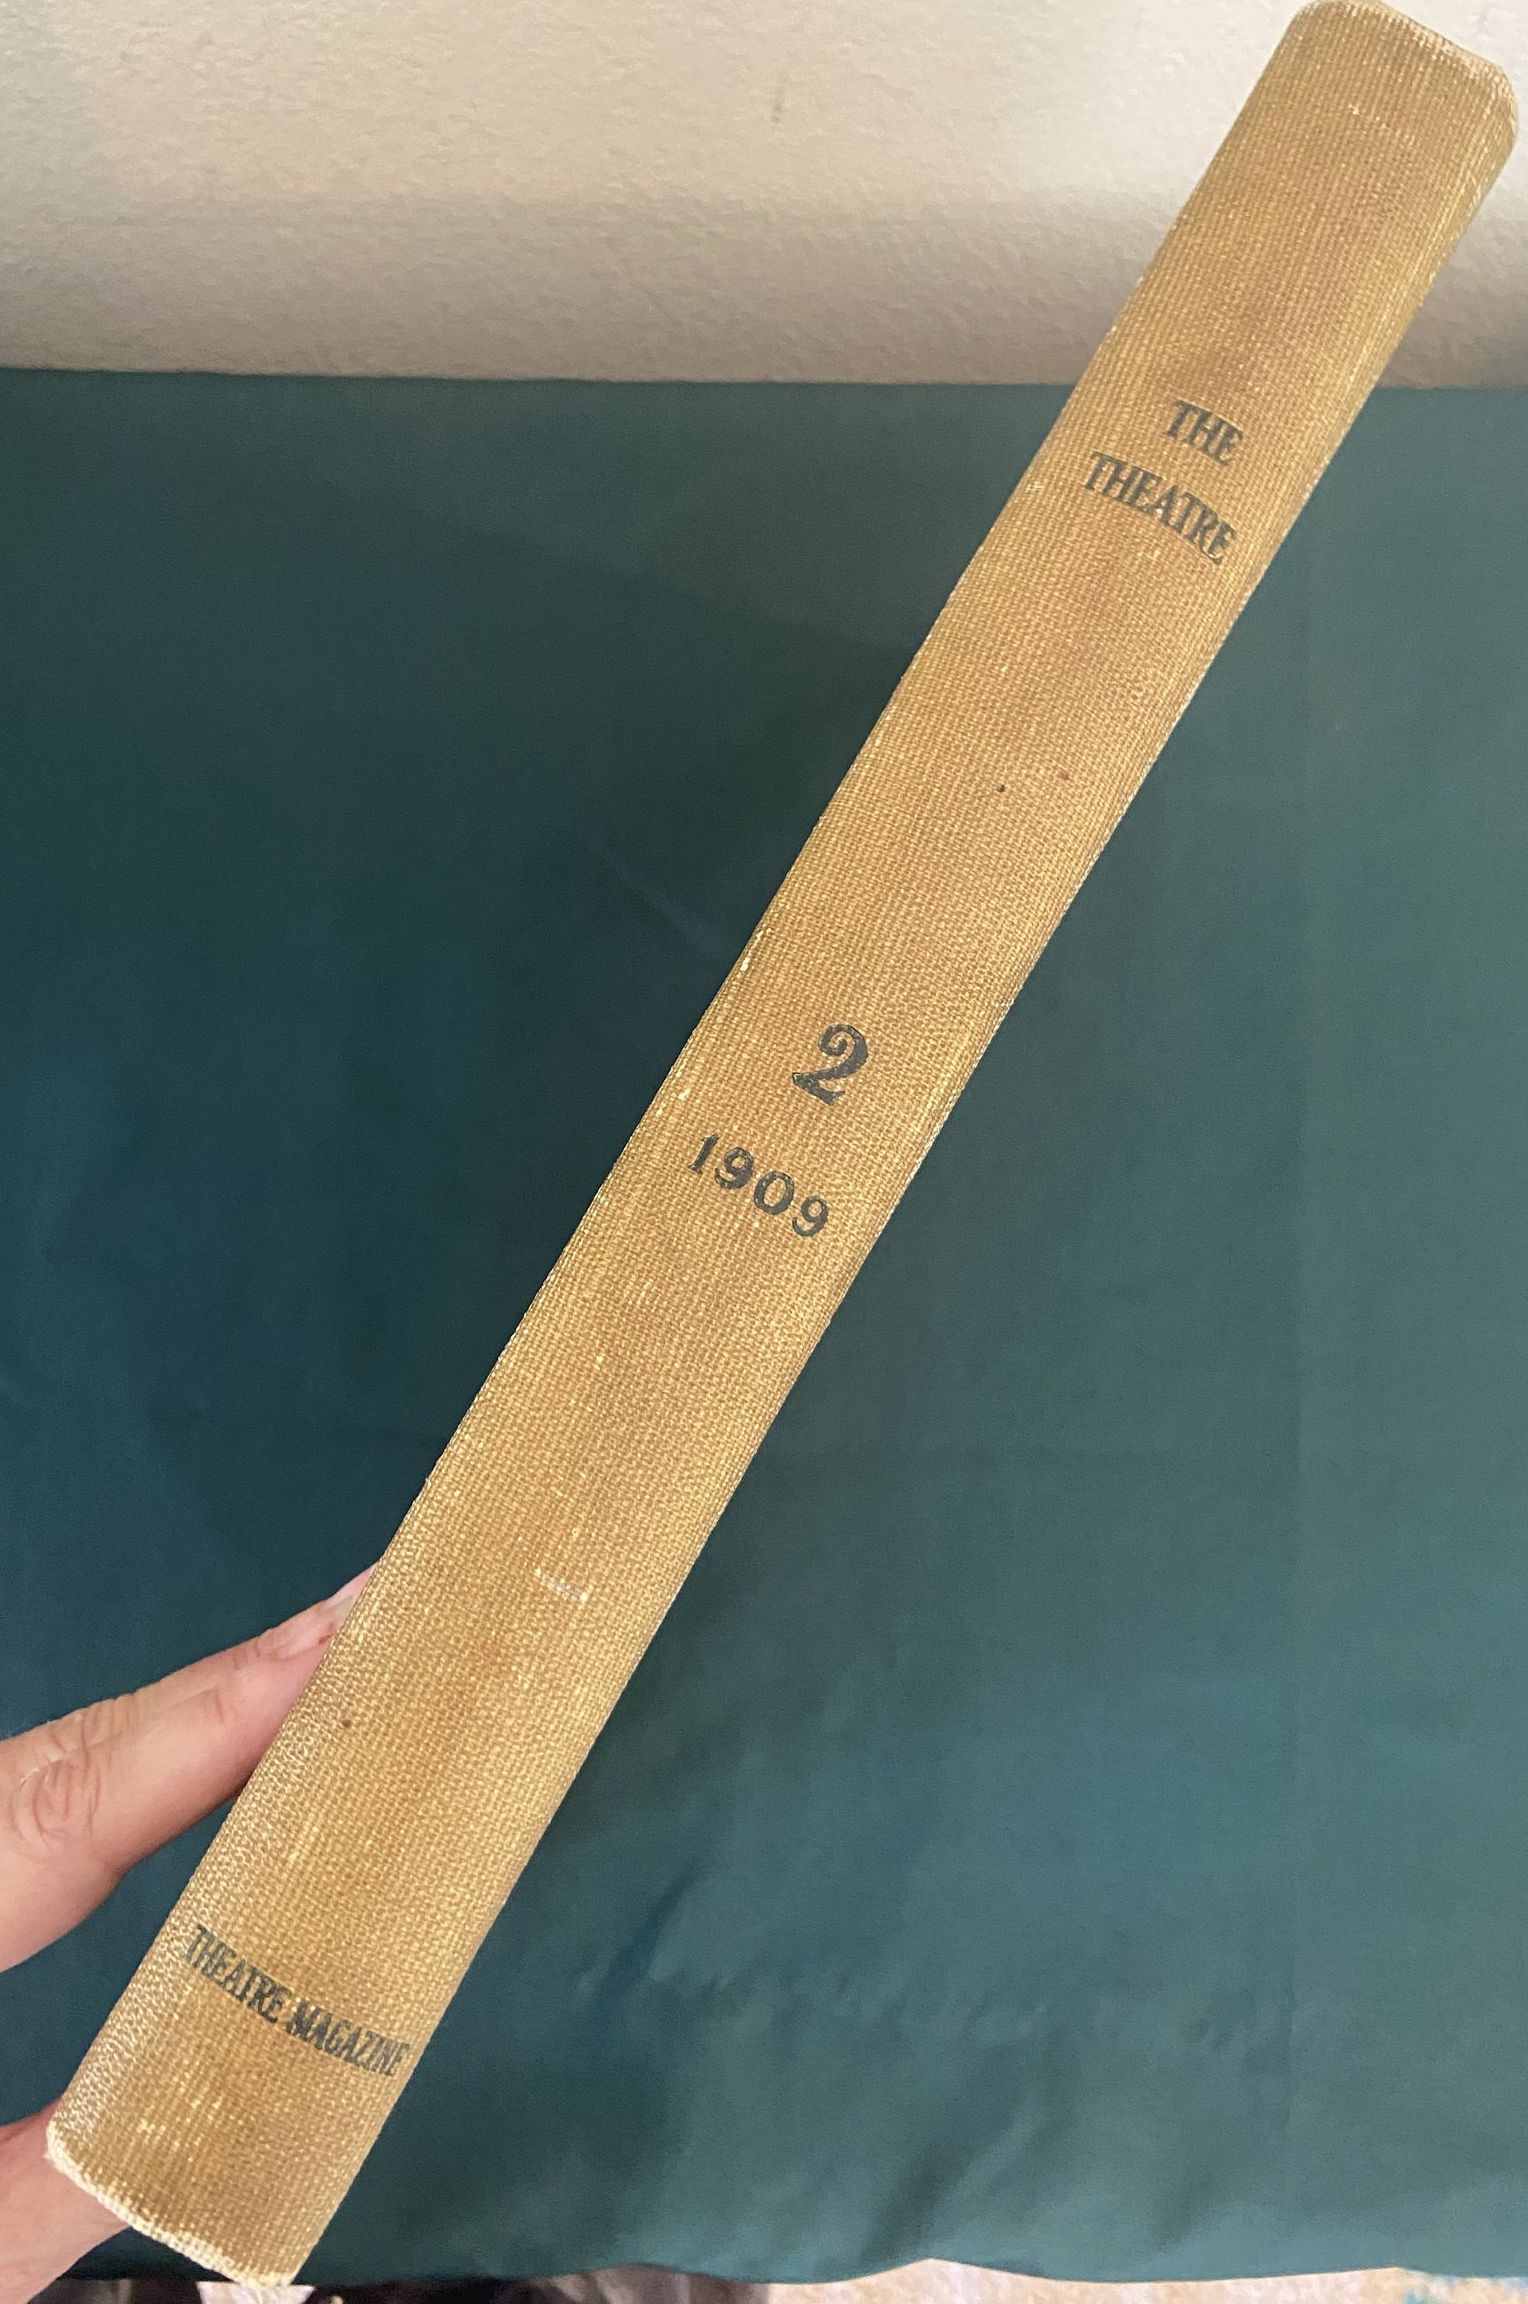 THE
THEATRE
2
1909
THEATRE MAGAZINE